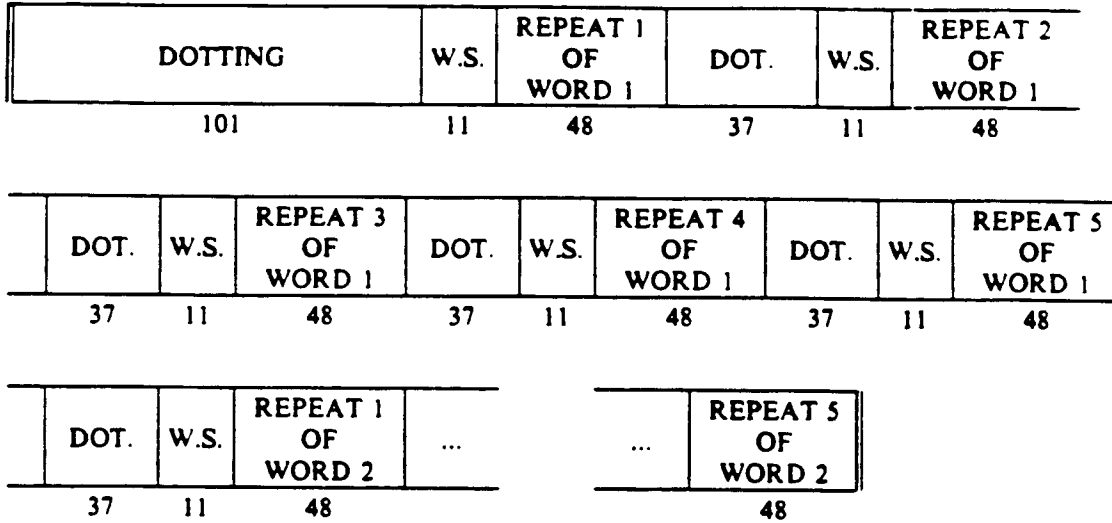 DOTTING W.S. REPEAT 1 OF WORD 1 DOT. W.S. REPEAT 2 OF WORD 1
101 11 48 37 11 48
DOT. W.S. REPEAT 3 OF WORD 1 DOT. W.S. REPEAT 4 OF WORD 1 DOT. W.S. REPEAT 5 OF WORD 1
37 11 48 37 11 48 37 11 48
DOT. W.S. REPEAT 1 OF WORD 2 ... ... REPEAT 5 OF WORD 2
37 11 48 48